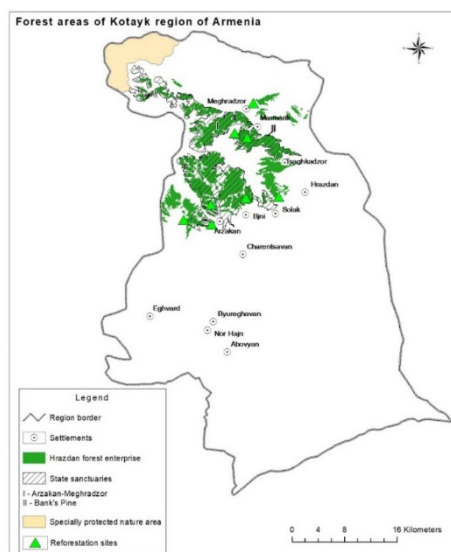 Forest areas of Kotayk region of Armenia
Meghradzor
II
Tsaghkadzor
Hrazdan
Solak
Bjni
Arzakan
Charentsavan
Eghvard
Byureghavan
Nor Hajn
Abovyan
Legend
Region border
Settlements
Hrazdan forest enterprise
State sanctuaries
I - Arzakan-Meghradzor
II - Bank's Pine
Specially protected nature area
Reforestation sites
0 2 4 8 12 16 Kilometers